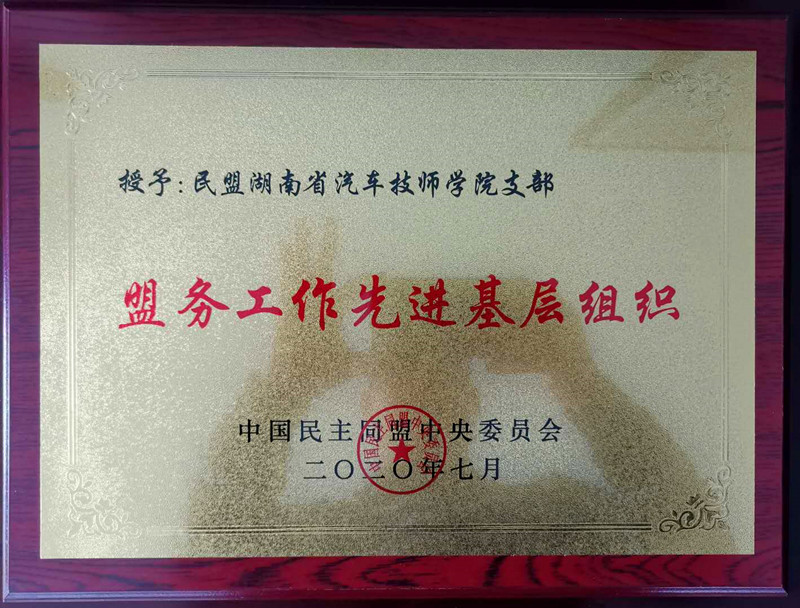 授予：民盟湖南省汽车技师学院支部
盟务工作先进基层组织
中国民主同盟中央委员会
二〇二〇年七月